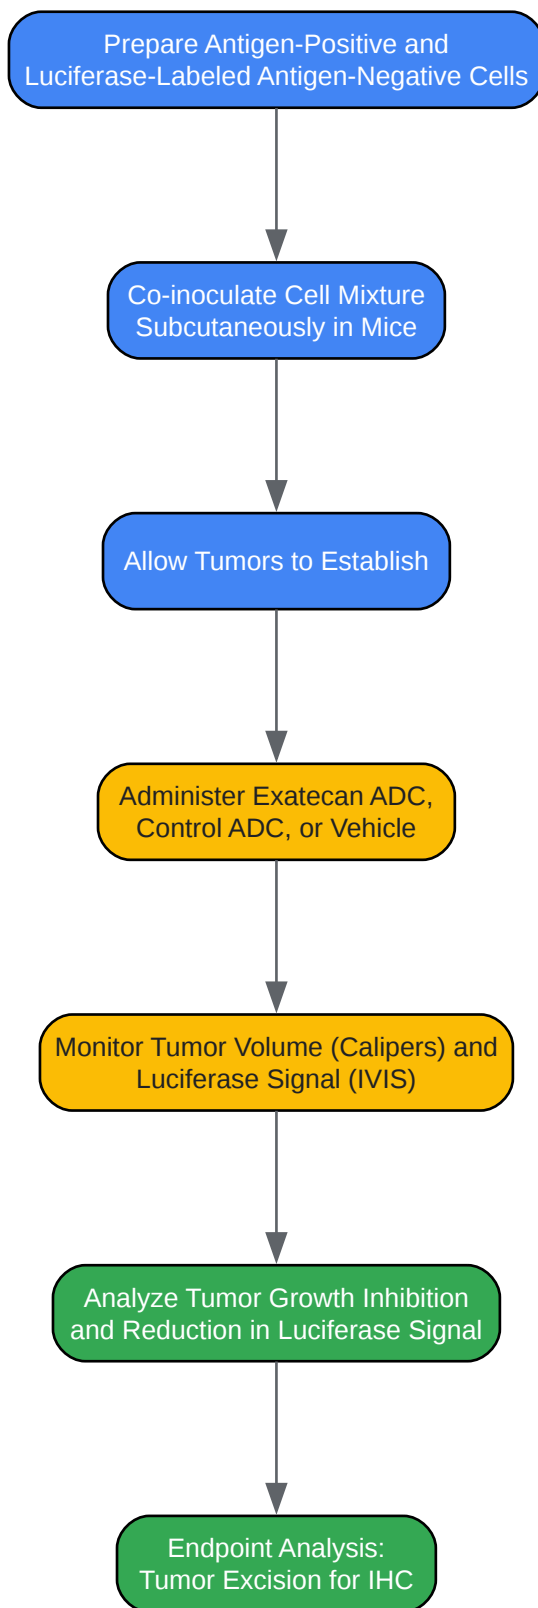 Prepare Antigen-Positive and
Luciferase-Labeled Antigen-Negative Cells
Co-inoculate Cell Mixture
Subcutaneously in Mice
Allow Tumors to Establish
Administer Exatecan ADC,
Control ADC, or Vehicle
Monitor Tumor Volume (Calipers) and
Luciferase Signal (IVIS)
Analyze Tumor Growth Inhibition
and Reduction in Luciferase Signal
Endpoint Analysis:
Tumor Excision for IHC